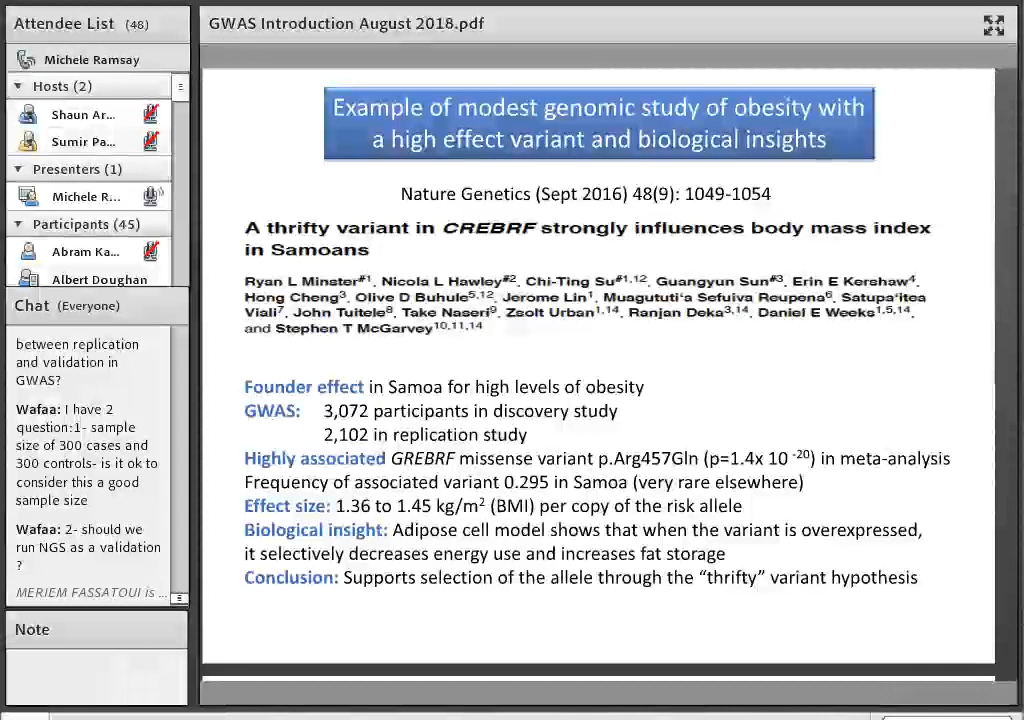 Attendee List (48)
Michele Ramsay
Hosts (2)
Shaun Ar...
Sumir Pa...
Presenters (1)
Michele R...
Participants (45)
Abram Ka...
Albert Doughan
Chat (Everyone)
between replication
and validation in
GWAS?
Wafaa: I have 2
question:1- sample
size of 300 cases and
300 controls- is it ok to
consider this a good
sample size
Wafaa: 2- should we
run NGS as a validation
?
MERIEM FASSATOUI is ...
Note
GWAS Introduction August 2018.pdf
Example of modest genomic study of obesity with
a high effect variant and biological insights
Nature Genetics (Sept 2016) 48(9): 1049-1054
A thrifty variant in CREBRF strongly influences body mass index
in Samoans
Ryan L Minster#1, Nicola L Hawley#2, Chi-Ting Su#1,12, Guangyun Sun#3, Erin E Kershaw4,
Hong Cheng3, Olive D Buhule5,12, Jerome Lin1, Muagututi‘a Sefuiva Reupena6, Satupa‘itea
Viali7, John Tuitele8, Take Naseri9, Zsolt Urban1,14, Ranjan Deka3,14, Daniel E Weeks1,5,14,
and Stephen T McGarvey10,11,14
Founder effect in Samoa for high levels of obesity
GWAS: 3,072 participants in discovery study
2,102 in replication study
Highly associated GREBRF missense variant p.Arg457Gln (p=1.4x 10 -20) in meta-analysis
Frequency of associated variant 0.295 in Samoa (very rare elsewhere)
Effect size: 1.36 to 1.45 kg/m2 (BMI) per copy of the risk allele
Biological insight: Adipose cell model shows that when the variant is overexpressed,
it selectively decreases energy use and increases fat storage
Conclusion: Supports selection of the allele through the “thrifty” variant hypothesis